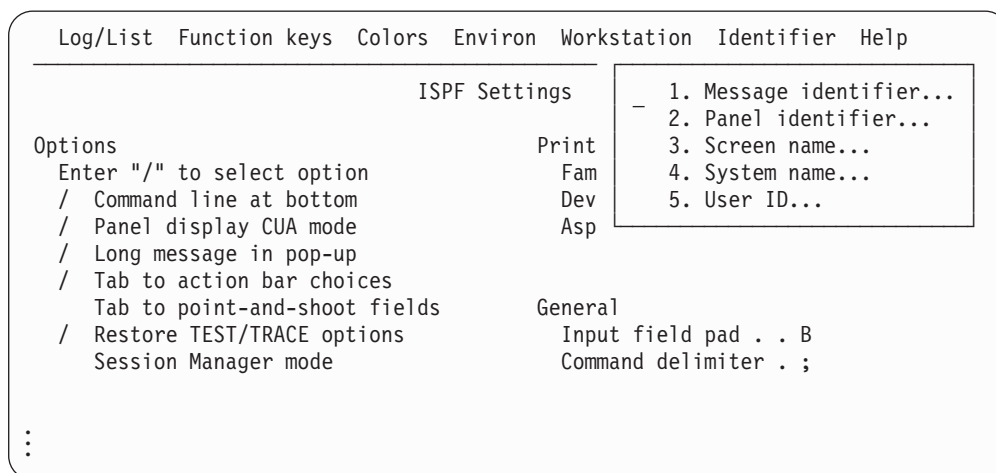 Log/List  Function keys  Colors  Environ  Workstation  Identifier  Help
ISPF Settings  _  1. Message identifier...
2. Panel identifier...
Options  Print  3. Screen name...
Enter "/" to select option  Fam  4. System name...
/  Command line at bottom  Dev  5. User ID...
/  Panel display CUA mode  Asp
/  Long message in pop-up
/  Tab to action bar choices
Tab to point-and-shoot fields  General
/  Restore TEST/TRACE options  Input field pad . . B
Session Manager mode  Command delimiter . ;